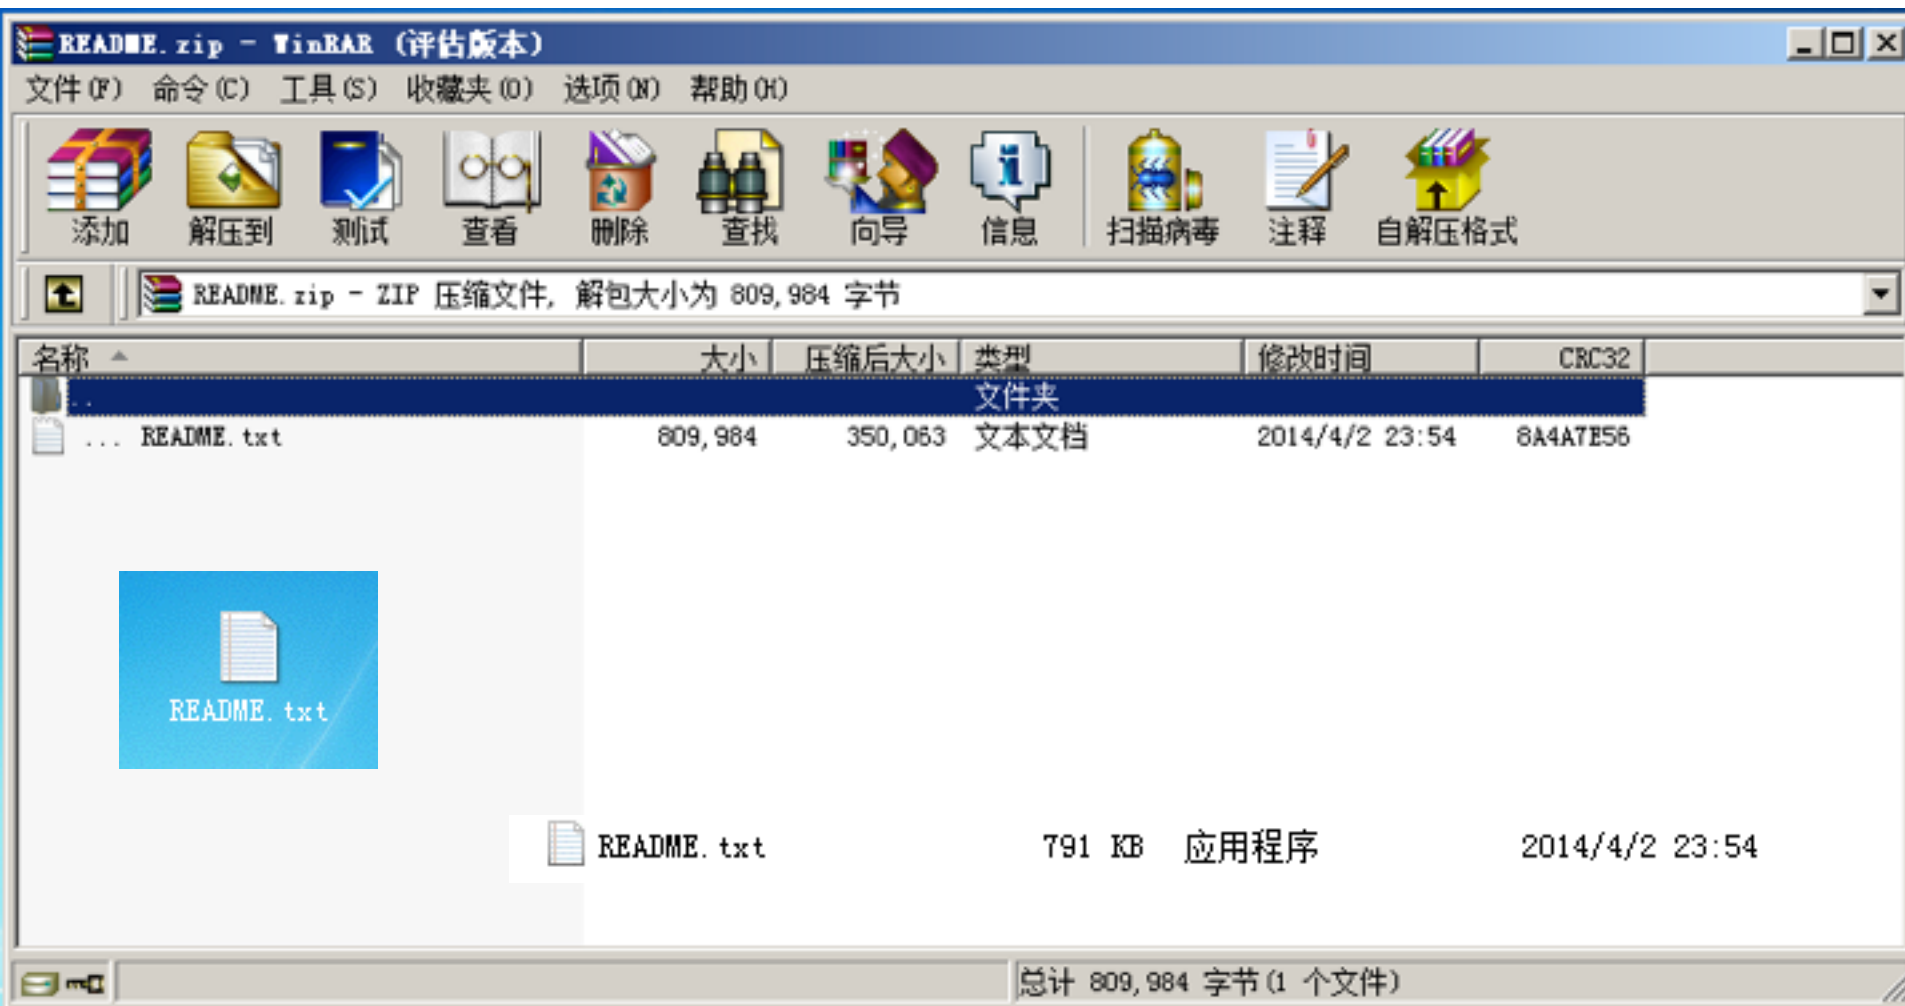 README.zip - WinRAR (评估版本)
文件(F) 命令(C) 工具(S) 收藏夹(O) 选项(N) 帮助(H)
添加 解压到 测试 查看 删除 查找 向导 信息 扫描病毒 注释 自解压格式
README.zip - ZIP 压缩文件, 解包大小为 809,984 字节
名称 大小 压缩后大小 类型 修改时间 CRC32
.. 文件夹
... README.txt 809,984 350,063 文本文档 2014/4/2 23:54 8A4A7E56
README.txt
README.txt 791 KB 应用程序 2014/4/2 23:54
总计 809,984 字节(1 个文件)